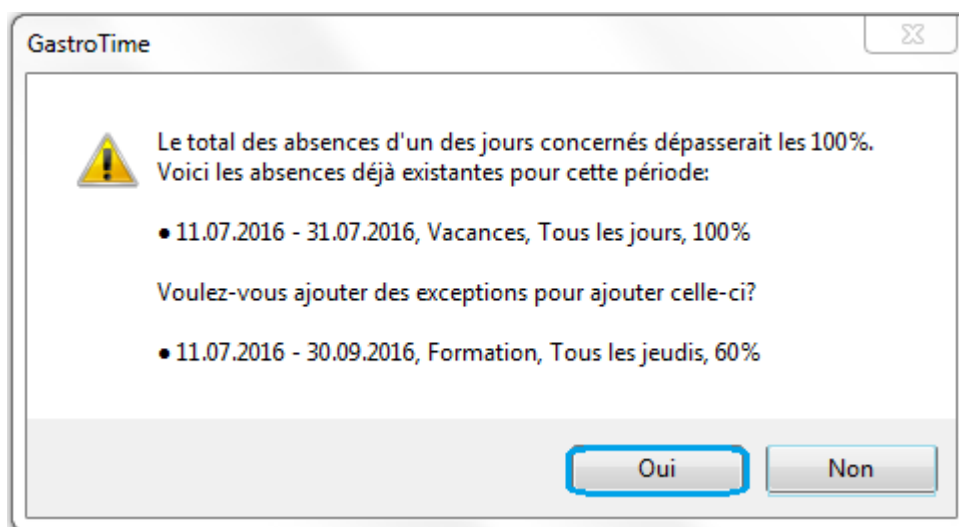 GastroTime
Le total des absences d'un des jours concernés dépasserait les 100%.
Voici les absences déjà existantes pour cette période:
● 11.07.2016 - 31.07.2016, Vacances, Tous les jours, 100%
Voulez-vous ajouter des exceptions pour ajouter celle-ci?
● 11.07.2016 - 30.09.2016, Formation, Tous les jeudis, 60%
Oui
Non